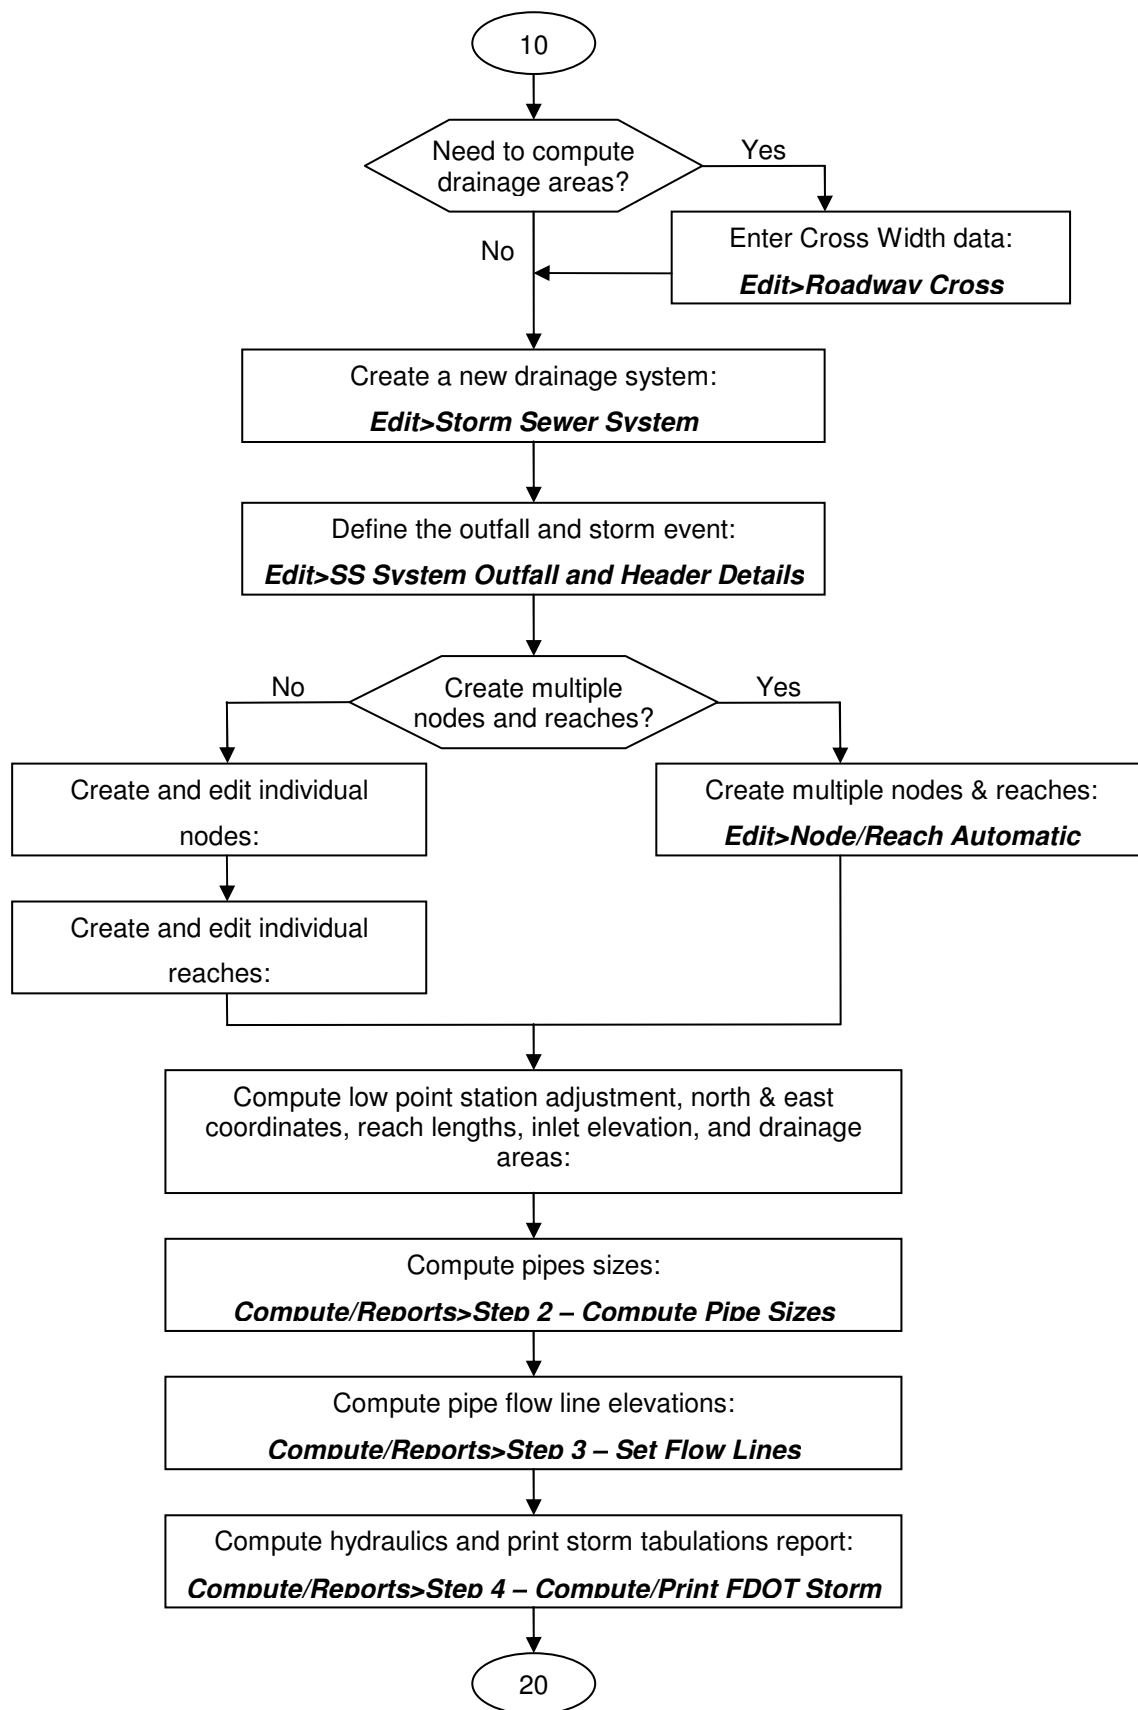 10
Need to compute
drainage areas?
Yes
No
Enter Cross Width data:
Edit>Roadway Cross
Create a new drainage system:
Edit>Storm Sewer System
Define the outfall and storm event:
Edit>SS System Outfall and Header Details
Create multiple
nodes and reaches?
No
Yes
Create and edit individual
nodes:
Create multiple nodes & reaches:
Edit>Node/Reach Automatic
Create and edit individual
reaches:
Compute low point station adjustment, north & east
coordinates, reach lengths, inlet elevation, and drainage
areas:
Compute pipes sizes:
Compute/Reports>Step 2 – Compute Pipe Sizes
Compute pipe flow line elevations:
Compute/Reports>Step 3 – Set Flow Lines
Compute hydraulics and print storm tabulations report:
Compute/Reports>Step 4 – Compute/Print FDOT Storm
20